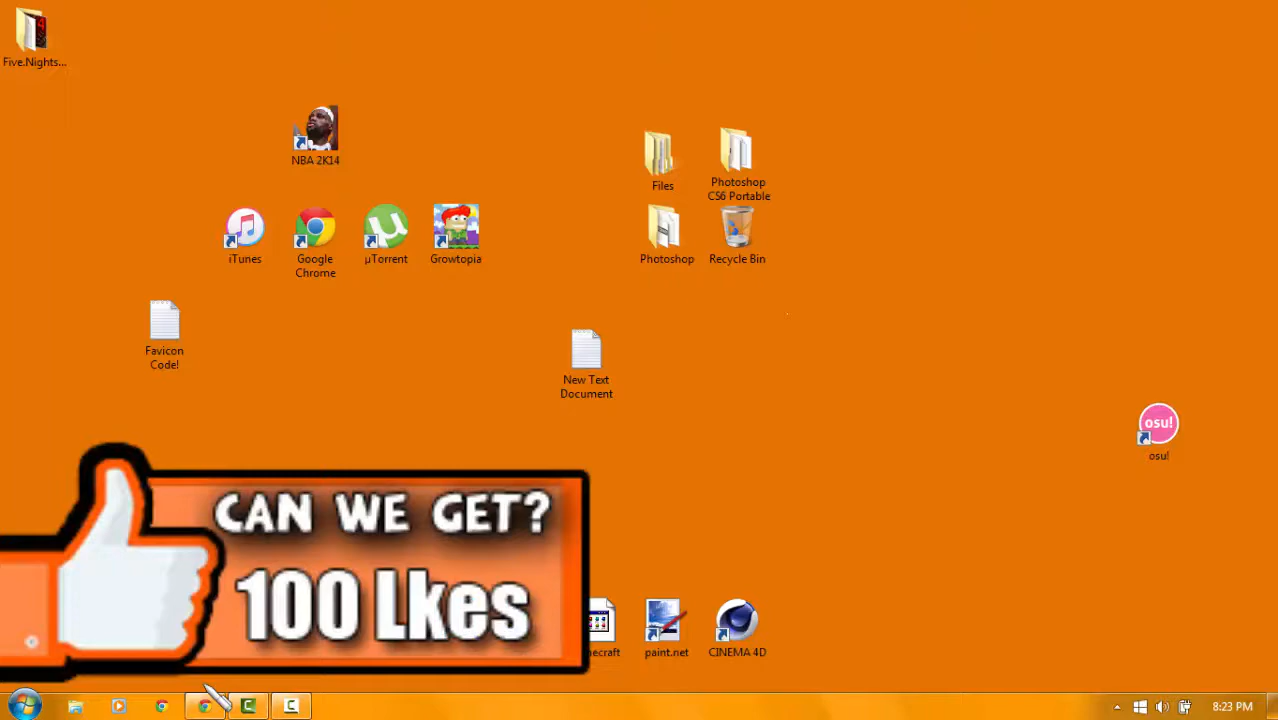 Five.Nights...
NBA 2K14
Files
Photoshop
CS6 Portable
iTunes
Google
Chrome
µTorrent
Growtopia
Photoshop
Recycle Bin
Favicon
Code!
New Text
Document
osu!
osu!
CAN WE GET?
100 Lkes
ecraft
paint.net
CINEMA 4D
8:23 PM